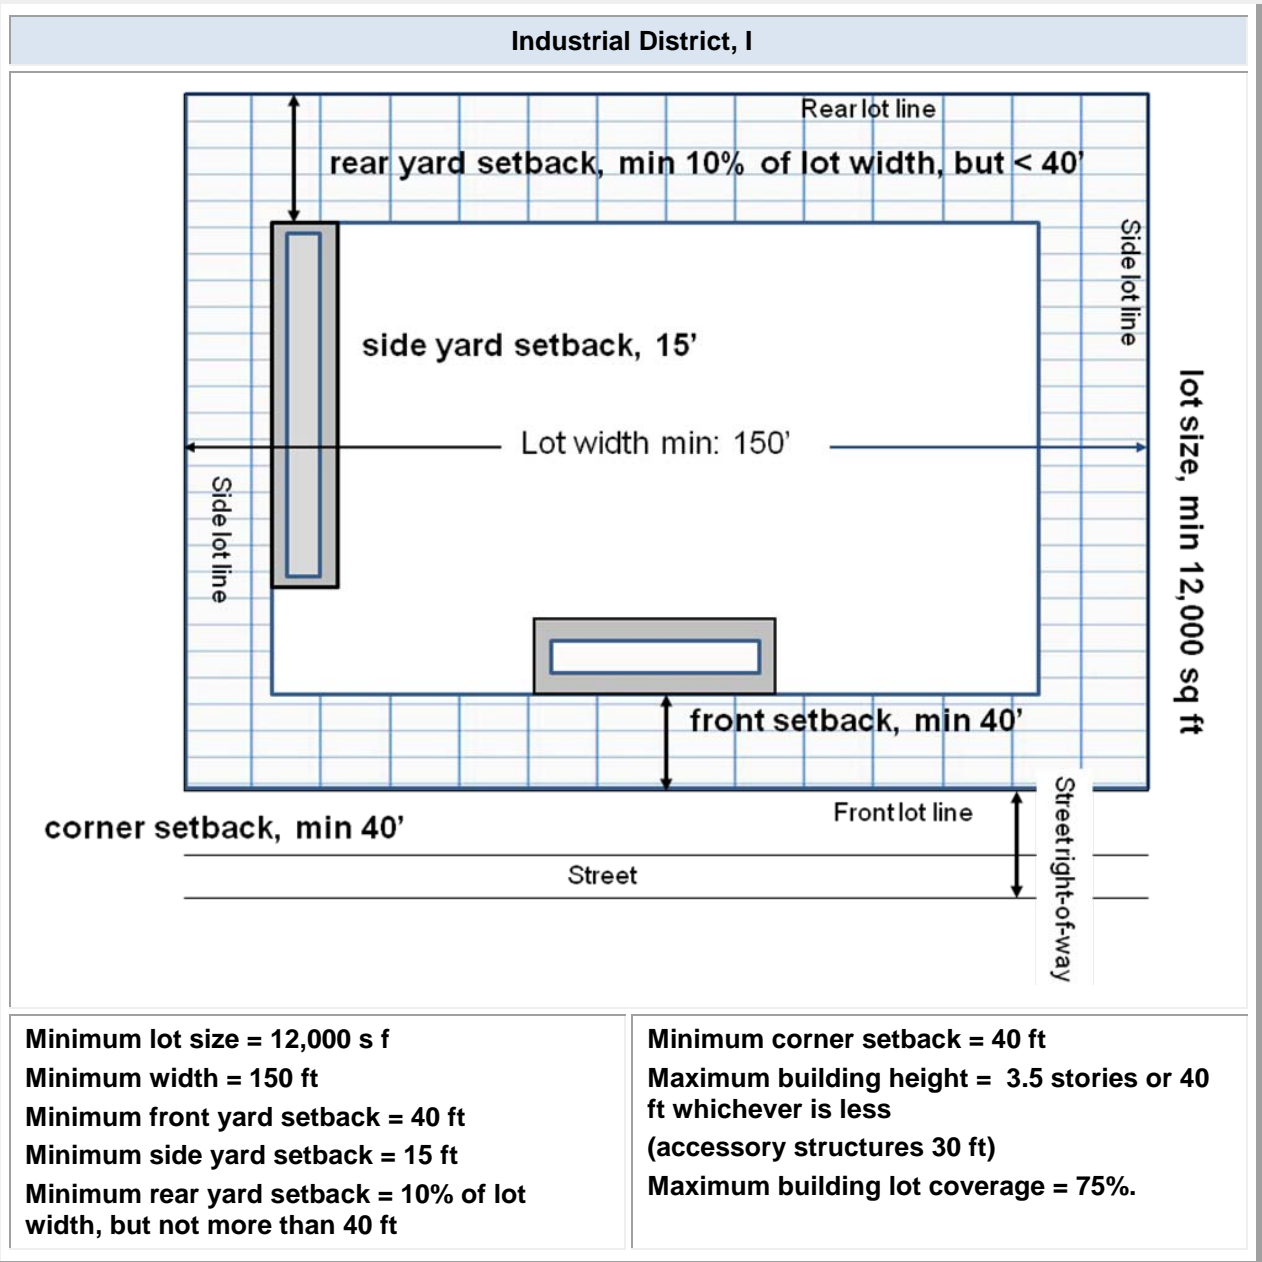 Industrial District, I
Rear lot line
rear yard setback, min 10% of lot width, but < 40’
Side lot line
side yard setback, 15’
Lot width min: 150’
lot size, min 12,000 sq ft
Side lot line
front setback, min 40’
Front lot line
Street right-of-way
corner setback, min 40’
Street
Minimum lot size = 12,000 s f
Minimum width = 150 ft
Minimum front yard setback = 40 ft
Minimum side yard setback = 15 ft
Minimum rear yard setback = 10% of lot
width, but not more than 40 ft
Minimum corner setback = 40 ft
Maximum building height =  3.5 stories or 40
ft whichever is less
(accessory structures 30 ft)
Maximum building lot coverage = 75%.